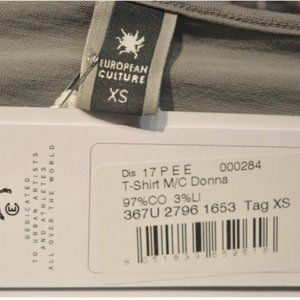 EUROPEAN
CULTURE
XS
DEDICATED
TO URBAN ARTISTS
AND ATHLETES
ALL OVER THE WORLD
Dis 17 P E E 000284
T-Shirt M/C Donna
97%CO 3%LI
367U 2796 1653 Tag XS